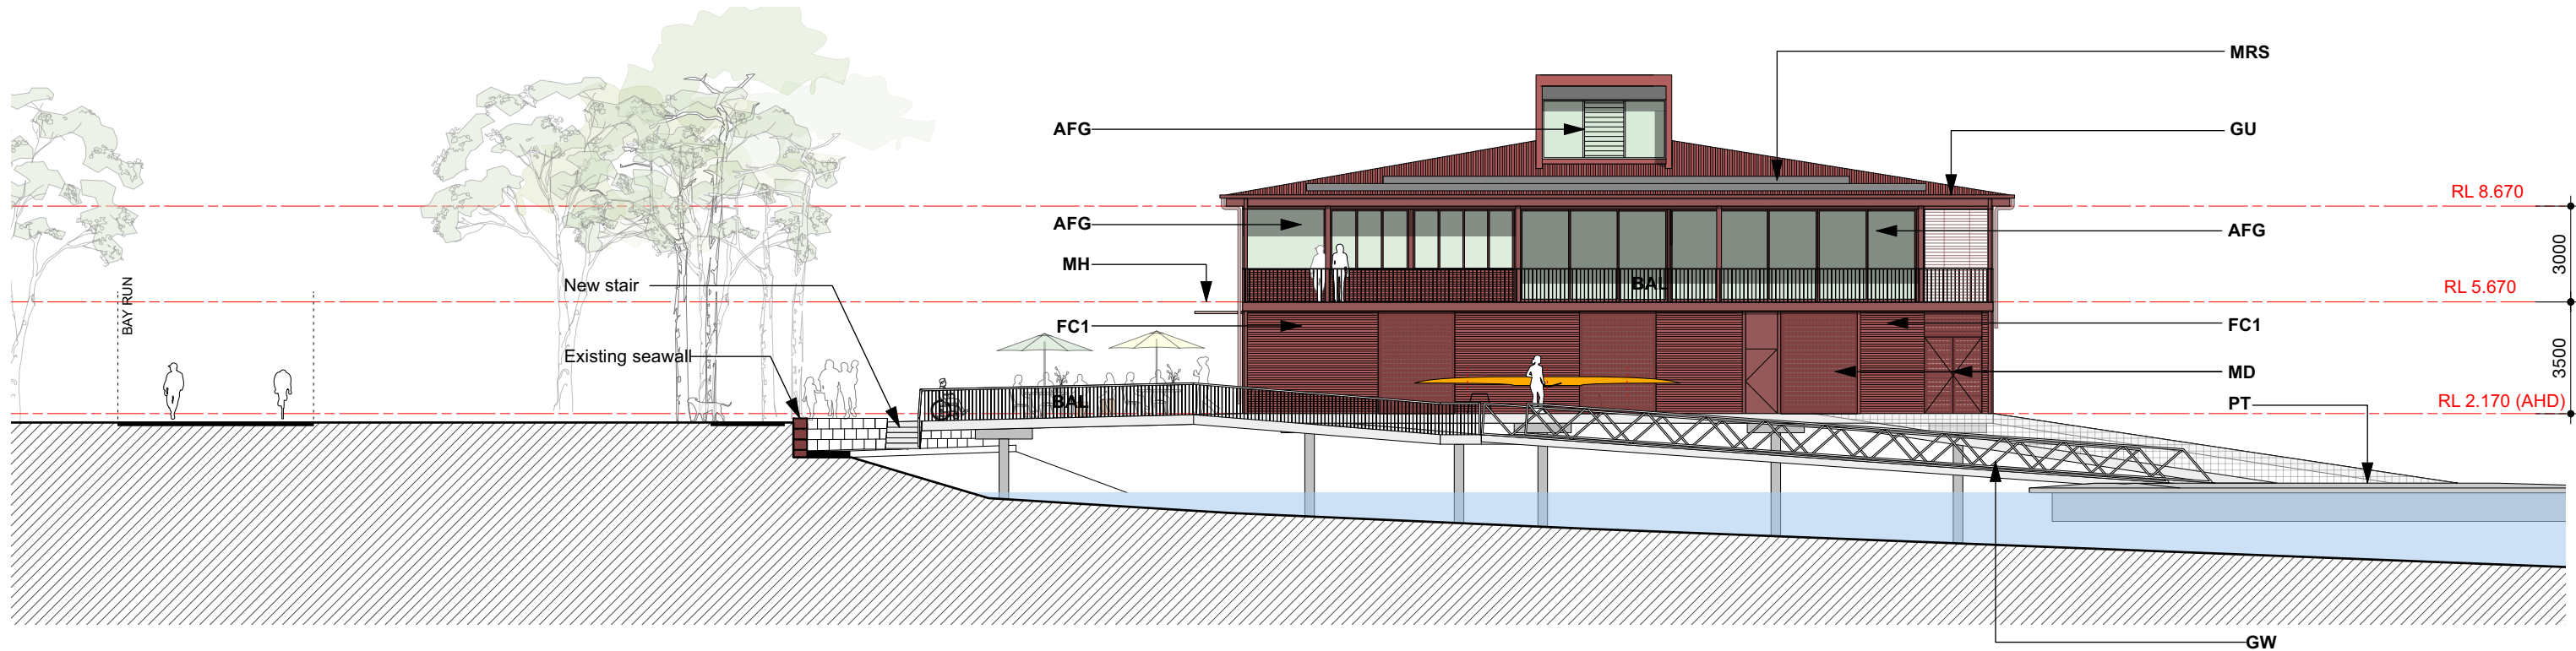 MRS
AFG
GU
RL 8.670
AFG
AFG
3000
MH
BAY RUN
New stair
BAL
RL 5.670
FC1
FC1
Existing seawall
3500
MD
BAL
RL 2.170 (AHD)
PT
GW